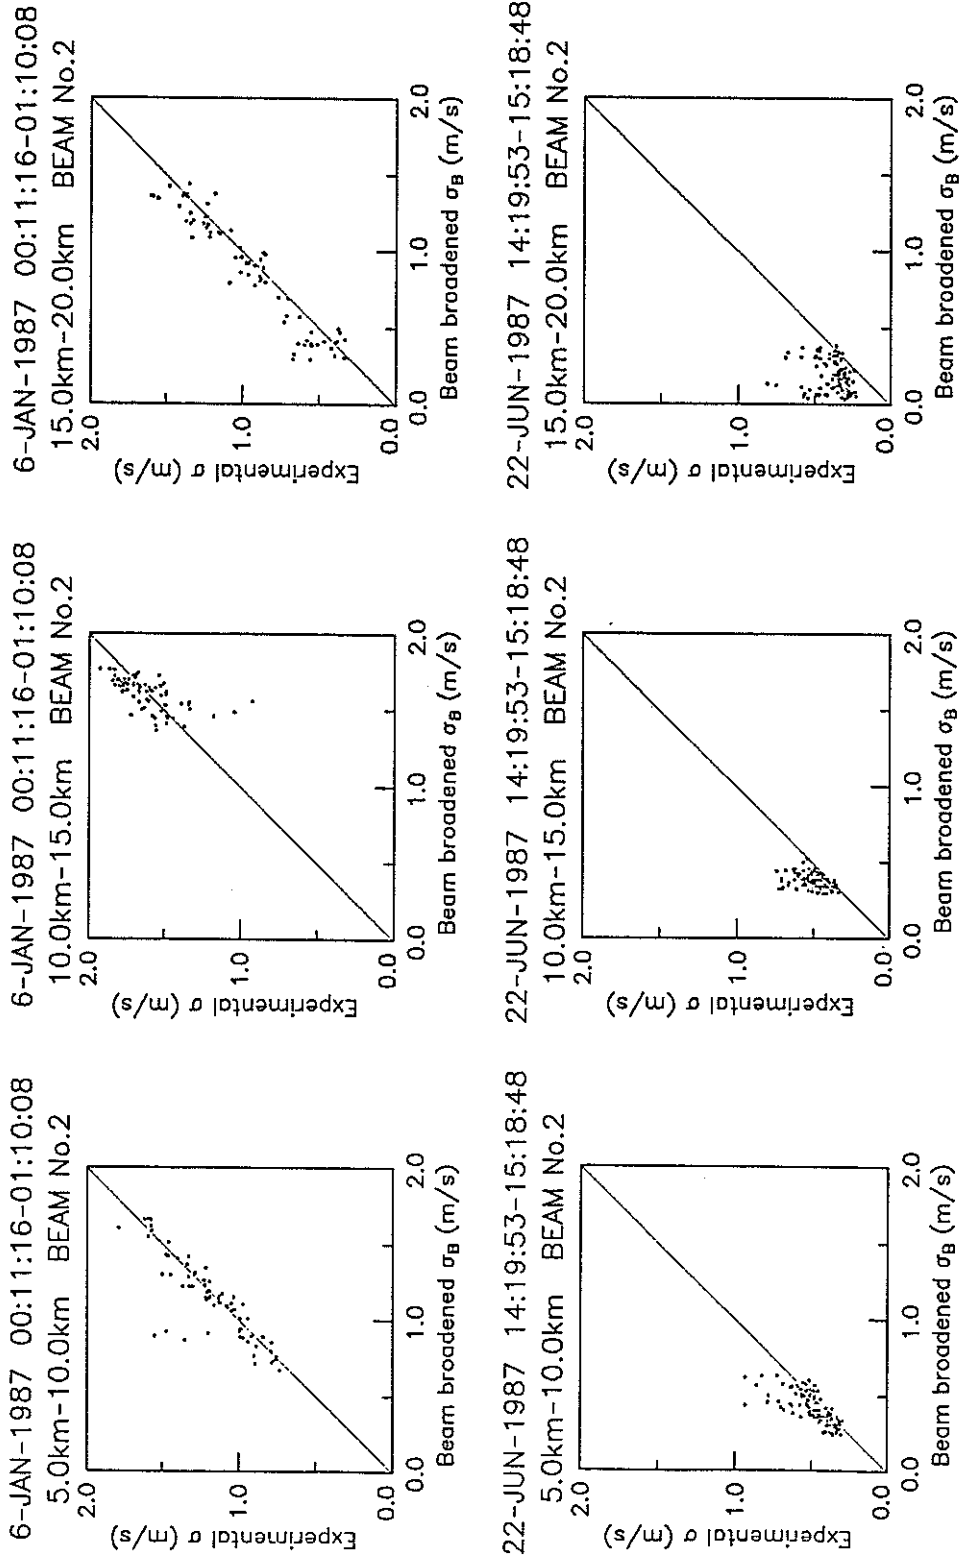 6-JAN-1987 00:11:16-01:10:08
5.0km-10.0km BEAM No.2
2.0
1.0
0.0
Experimental σ (m/s)
0.0 1.0 2.0
Beam broadened σB (m/s)
6-JAN-1987 00:11:16-01:10:08
10.0km-15.0km BEAM No.2
2.0
1.0
0.0
Experimental σ (m/s)
0.0 1.0 2.0
Beam broadened σB (m/s)
6-JAN-1987 00:11:16-01:10:08
15.0km-20.0km BEAM No.2
2.0
1.0
0.0
Experimental σ (m/s)
0.0 1.0 2.0
Beam broadened σB (m/s)
22-JUN-1987 14:19:53-15:18:48
5.0km-10.0km BEAM No.2
2.0
1.0
0.0
Experimental σ (m/s)
0.0 1.0 2.0
Beam broadened σB (m/s)
22-JUN-1987 14:19:53-15:18:48
10.0km-15.0km BEAM No.2
2.0
1.0
0.0
Experimental σ (m/s)
0.0 1.0 2.0
Beam broadened σB (m/s)
22-JUN-1987 14:19:53-15:18:48
15.0km-20.0km BEAM No.2
2.0
1.0
0.0
Experimental σ (m/s)
0.0 1.0 2.0
Beam broadened σB (m/s)